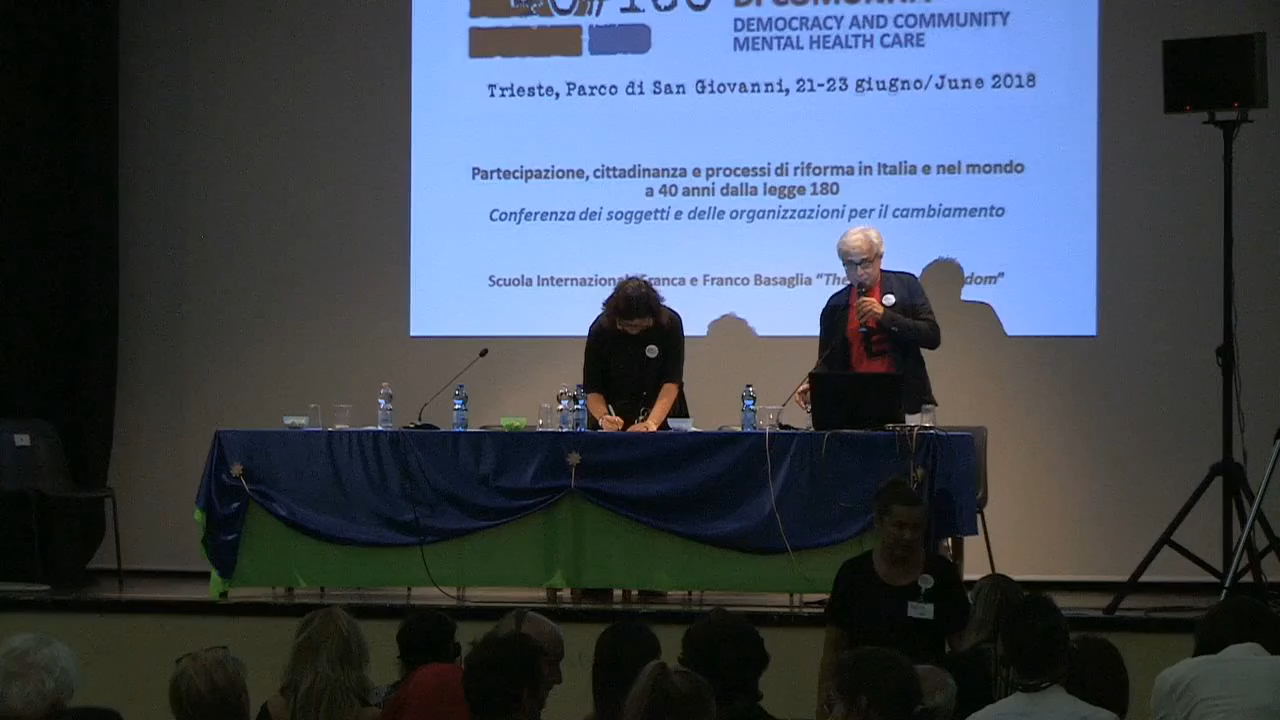 DI COMUNITÀ
DEMOCRACY AND COMMUNITY
MENTAL HEALTH CARE
Trieste, Parco di San Giovanni, 21-23 giugno/June 2018
Partecipazione, cittadinanza e processi di riforma in Italia e nel mondo
a 40 anni dalla legge 180
Conferenza dei soggetti e delle organizzazioni per il cambiamento
Scuola Internazionale Franca e Franco Basaglia “The dom”